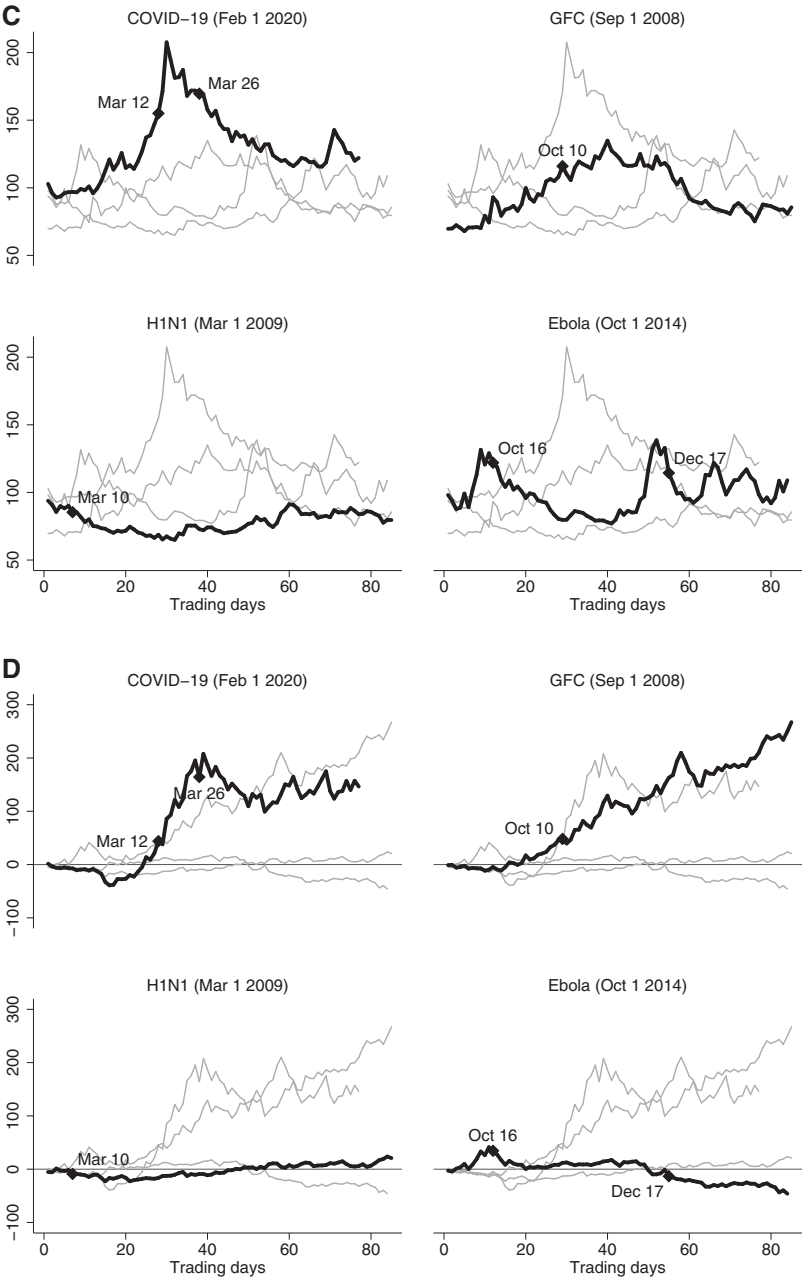 C
COVID−19 (Feb 1 2020)
GFC (Sep 1 2008)
200
150
100
50
Mar 12
Mar 26
Oct 10
H1N1 (Mar 1 2009)
Ebola (Oct 1 2014)
200
150
100
50
Mar 10
Oct 16
Dec 17
0 20 40 60 80
0 20 40 60 80
Trading days
Trading days
D
COVID−19 (Feb 1 2020)
GFC (Sep 1 2008)
300
200
100
0
−100
Mar 12
Mar 26
Oct 10
H1N1 (Mar 1 2009)
Ebola (Oct 1 2014)
300
200
100
0
−100
Mar 10
Oct 16
Dec 17
0 20 40 60 80
0 20 40 60 80
Trading days
Trading days